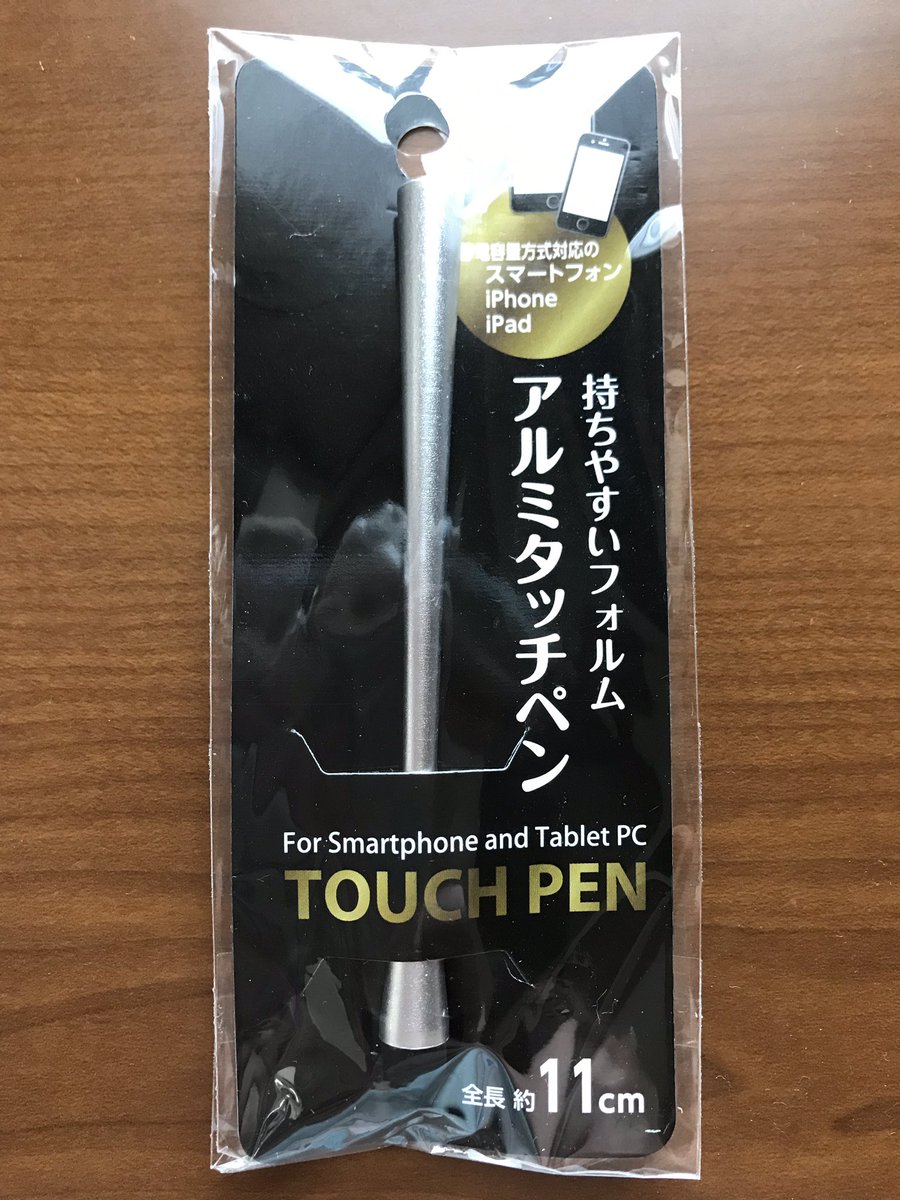 静電容量方式対応の
スマートフォン
iPhone
iPad
持ちやすいフォルム
アルミタッチペン
For Smartphone and Tablet PC
TOUCH PEN
全長 約11cm